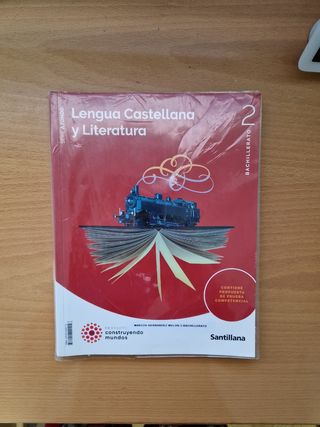 Lengua Castellana
y Literatura
2
BACHILLERATO
CONTIENE
PROPUESTA
DE PRUEBA
COMPETENCIAL
construyendo
mundos
Santillana